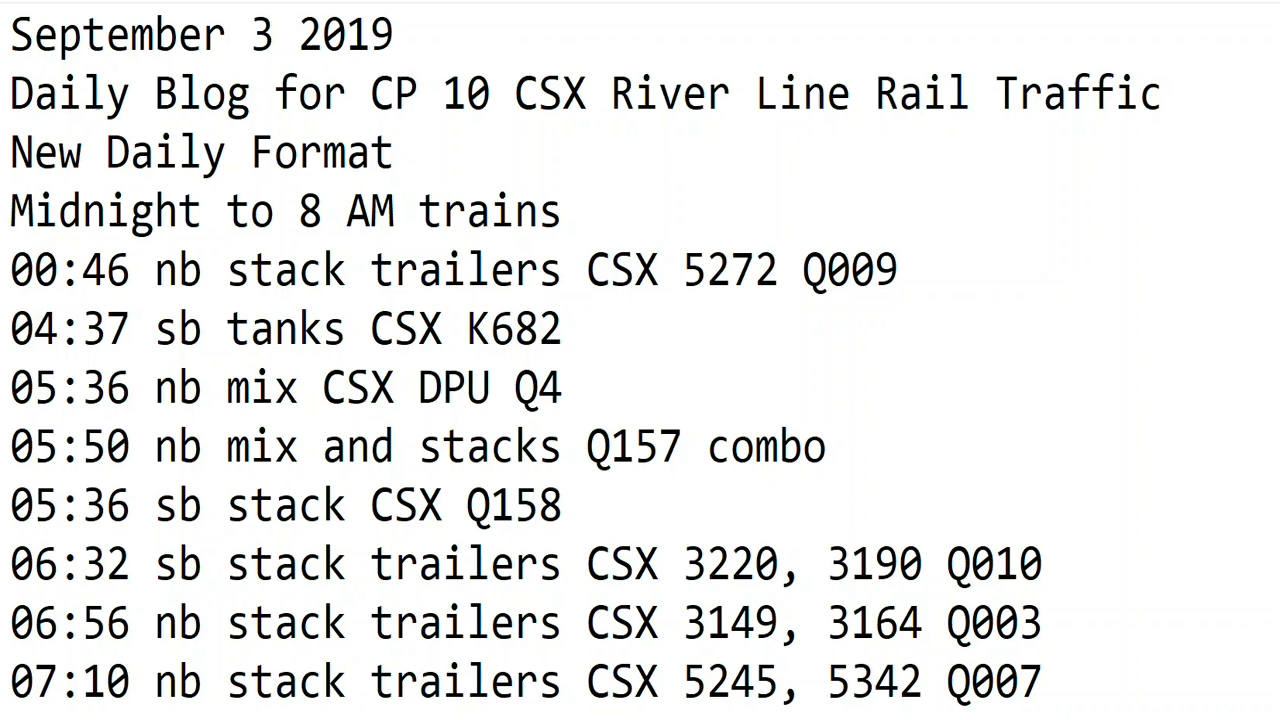 September 3 2019
Daily Blog for CP 10 CSX River Line Rail Traffic
New Daily Format
Midnight to 8 AM trains
00:46 nb stack trailers CSX 5272 Q009
04:37 sb tanks CSX K682
05:36 nb mix CSX DPU Q4
05:50 nb mix and stacks Q157 combo
05:36 sb stack CSX Q158
06:32 sb stack trailers CSX 3220, 3190 Q010
06:56 nb stack trailers CSX 3149, 3164 Q003
07:10 nb stack trailers CSX 5245, 5342 Q007